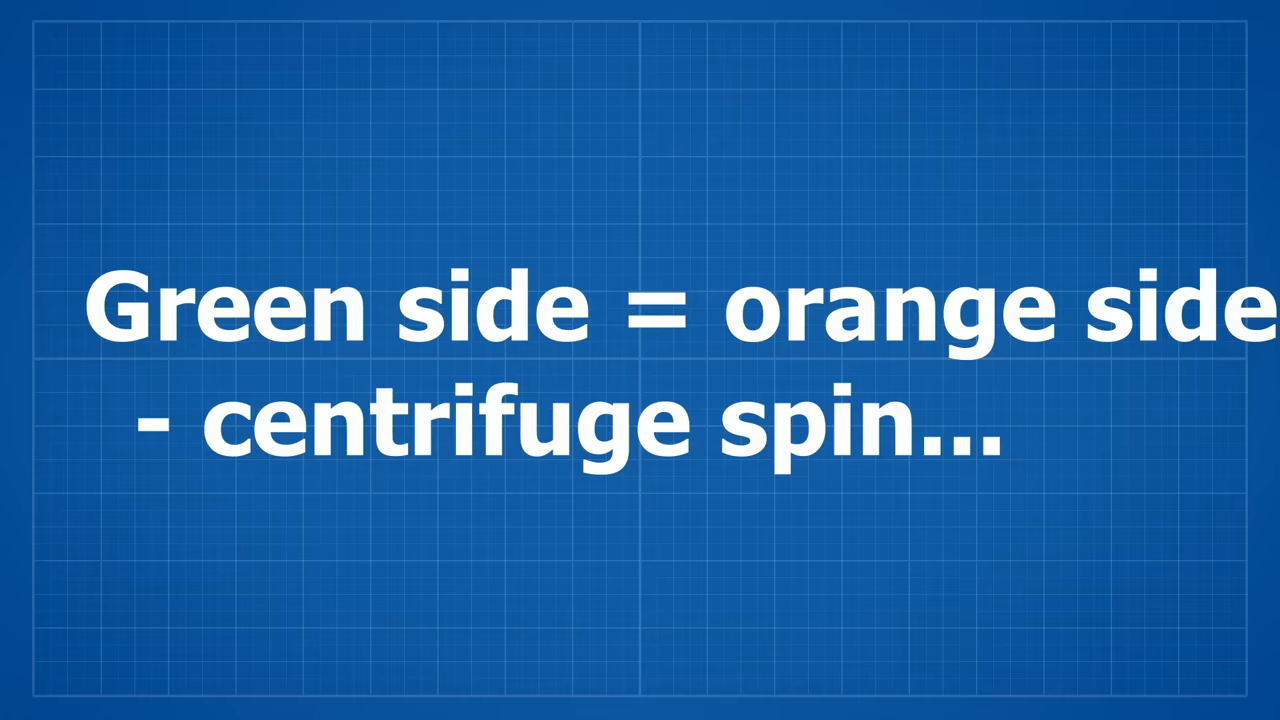 Green side = orange side
- centrifuge spin...